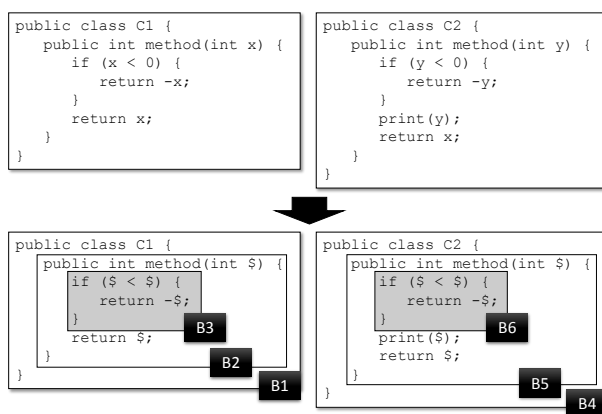 public class C1 {
public int method(int x) {
if (x < 0) {
return -x;
}
return x;
}
}
public class C2 {
public int method(int y) {
if (y < 0) {
return -y;
}
print(y);
return x;
}
}
public class C1 {
public int method(int $) {
if ($ < $) {
return -$;
}
B3
return $;
}
B2
}
B1
public class C2 {
public int method(int $) {
if ($ < $) {
return -$;
}
B6
print($);
return $;
}
B5
}
B4